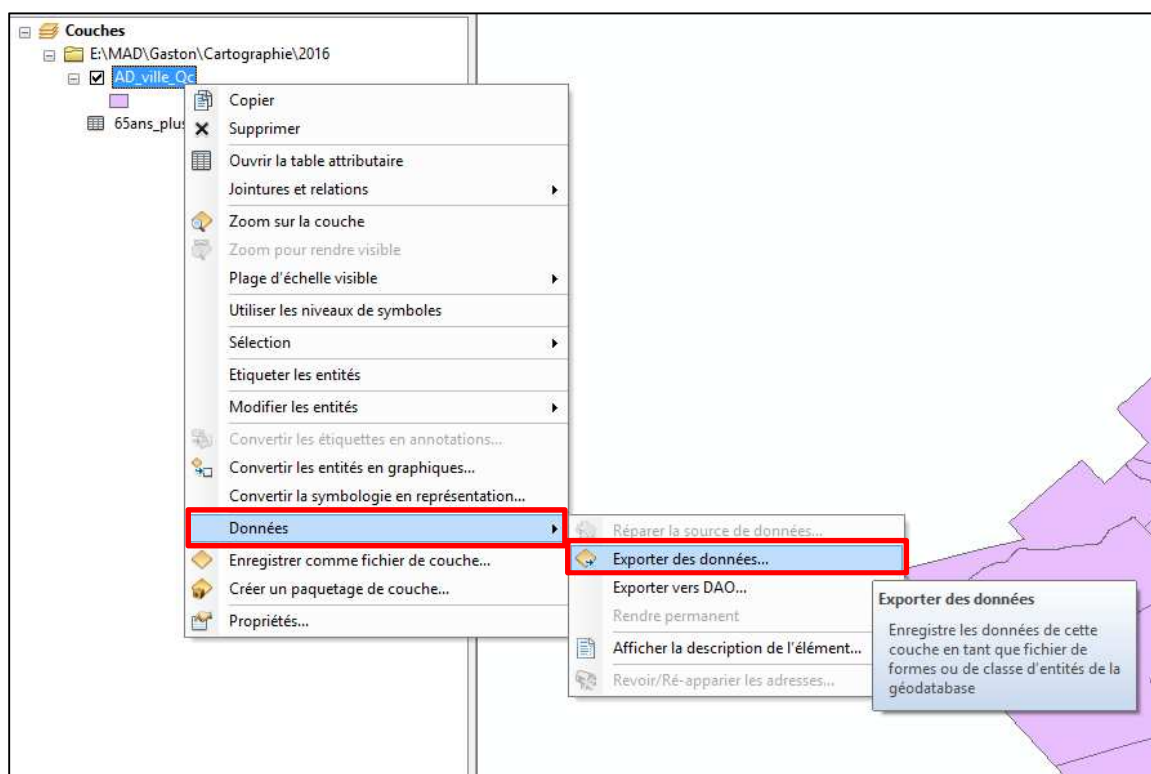 Couches
E:\MAD\Gaston\Cartographie\2016
AD_ville_Qc
65ans_plus
Copier
Supprimer
Ouvrir la table attributaire
Jointures et relations
Zoom sur la couche
Zoom pour rendre visible
Plage d'échelle visible
Utiliser les niveaux de symboles
Sélection
Etiqueter les entités
Modifier les entités
Convertir les étiquettes en annotations...
Convertir les entités en graphiques...
Convertir la symbologie en représentation...
Données
Enregistrer comme fichier de couche...
Créer un paquetage de couche...
Propriétés...
Réparer la source de données...
Exporter des données...
Exporter vers DAO...
Rendre permanent
Afficher la description de l'élément...
Revoir/Ré-apparier les adresses...
Exporter des données
Enregistre les données de cette
couche en tant que fichier de
formes ou de classe d'entités de la
géodatabase